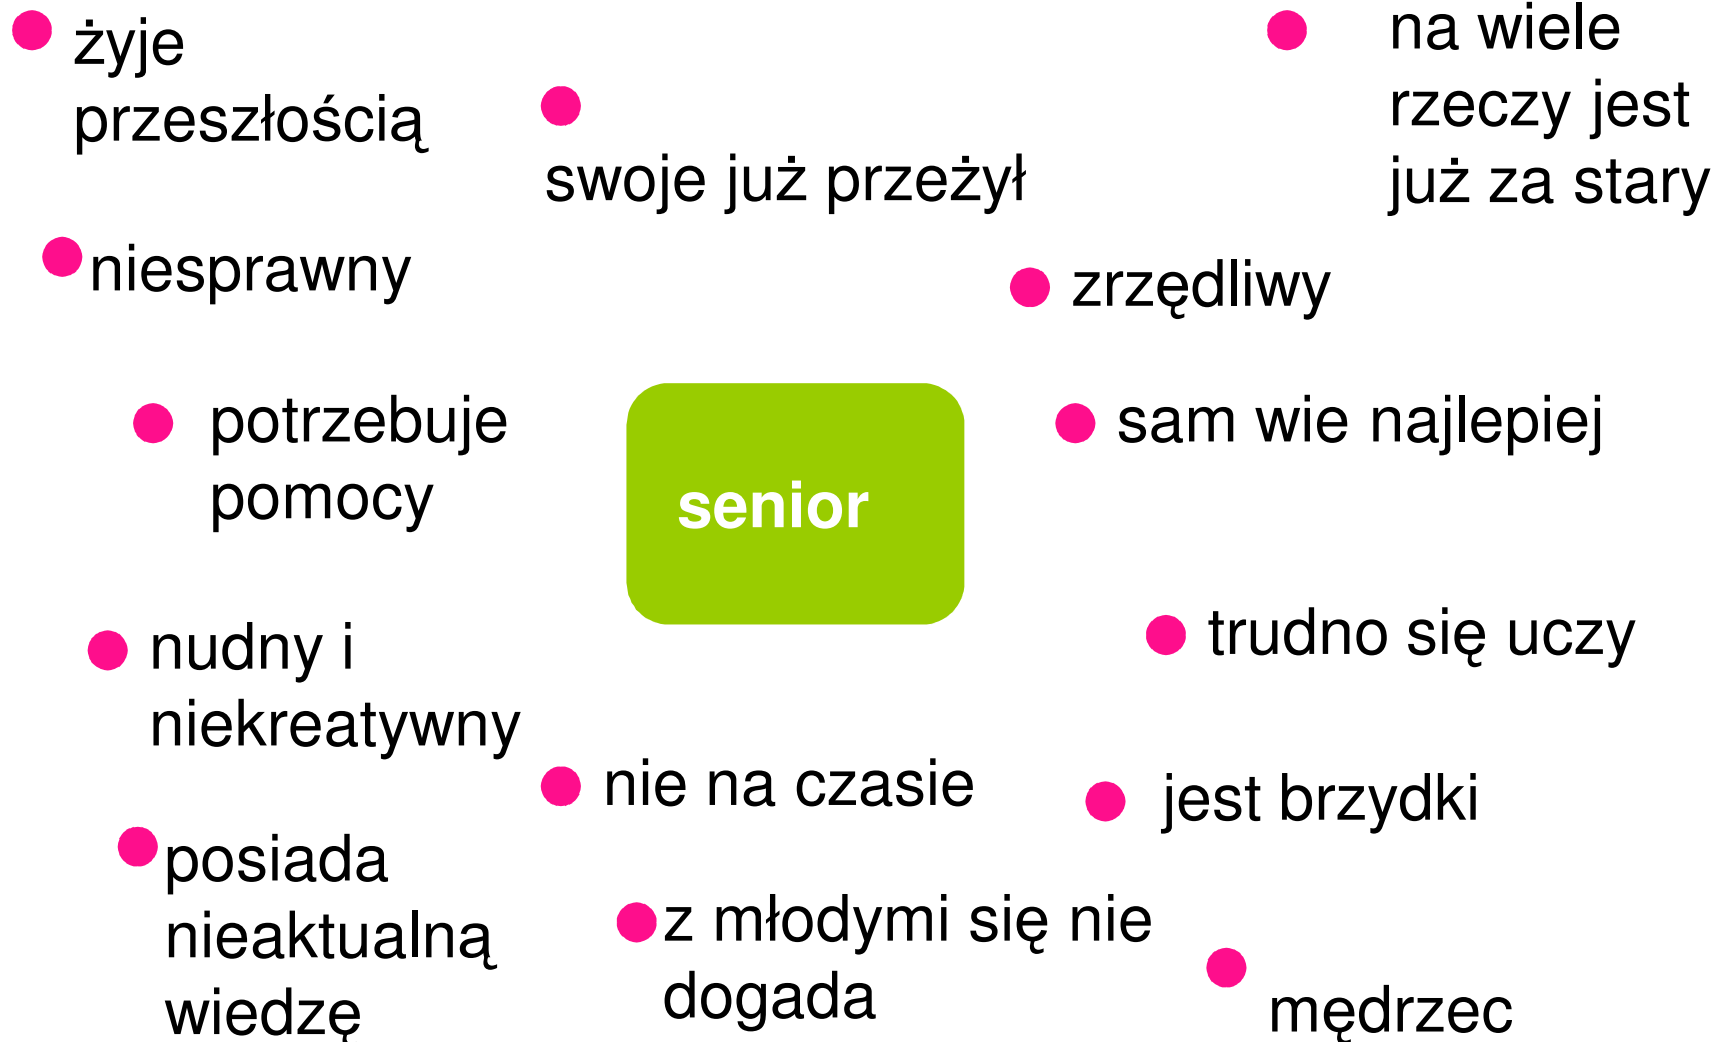 żyje
przeszłością
swoje już przeżył
na wiele
rzeczy jest
już za stary
niesprawny
zrzędliwy
potrzebuje
pomocy
sam wie najlepiej
senior
nudny i
niekreatywny
trudno się uczy
nie na czasie
jest brzydki
posiada
nieaktualną
wiedzę
z młodymi się nie
dogada
mędrzec